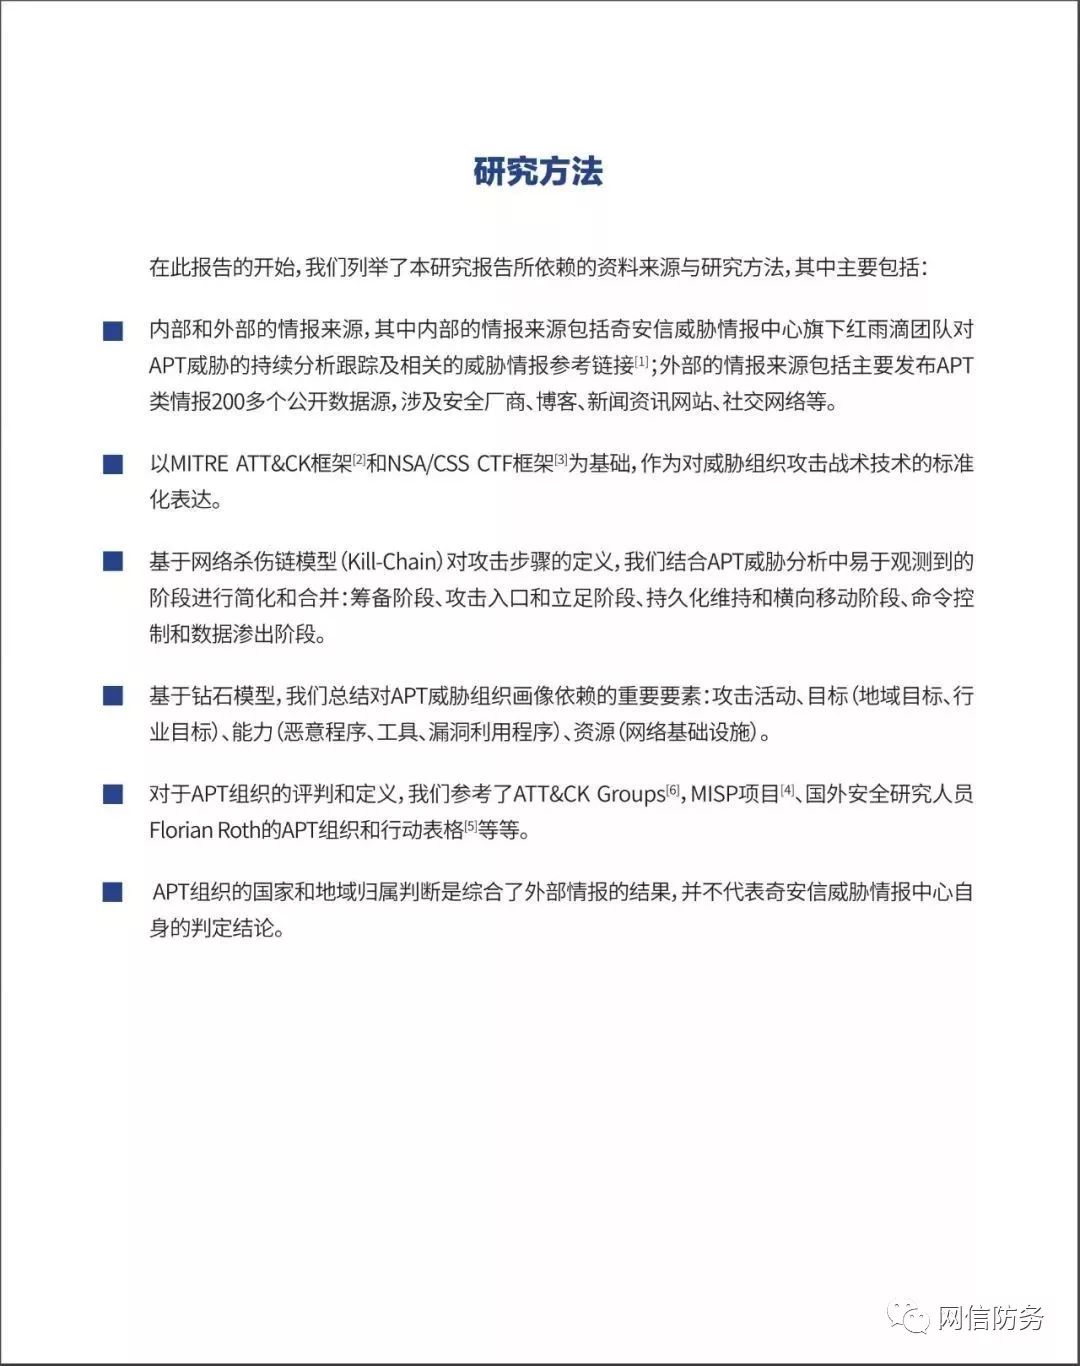 研究方法
在此报告的开始，我们列举了本研究报告所依赖的资料来源与研究方法，其中主要包括：
内部和外部的情报来源，其中内部的情报来源包括奇安信威胁情报中心旗下红雨滴团队对
APT威胁的持续分析跟踪及相关的威胁情报参考链接[1]；外部的情报来源包括主要发布APT
类情报200多个公开数据源，涉及安全厂商、博客、新闻资讯网站、社交网络等。
以MITRE ATT&CK框架[2]和NSA/CSS CTF框架[3]为基础，作为对威胁组织攻击战术技术的标准
化表达。
基于网络杀伤链模型（Kill-Chain）对攻击步骤的定义，我们结合APT威胁分析中易于观测到的
阶段进行简化和合并：筹备阶段、攻击入口和立足阶段、持久化维持和横向移动阶段、命令控
制和数据渗出阶段。
基于钻石模型，我们总结对APT威胁组织画像依赖的重要要素：攻击活动、目标（地域目标、行
业目标）、能力（恶意程序、工具、漏洞利用程序）、资源（网络基础设施）。
对于APT组织的评判和定义，我们参考了ATT&CK Groups[6]，MISP项目[4]、国外安全研究人员
Florian Roth的APT组织和行动表格[5]等等。
APT组织的国家和地域归属判断是综合了外部情报的结果，并不代表奇安信威胁情报中心自
身的判定结论。
网信防务